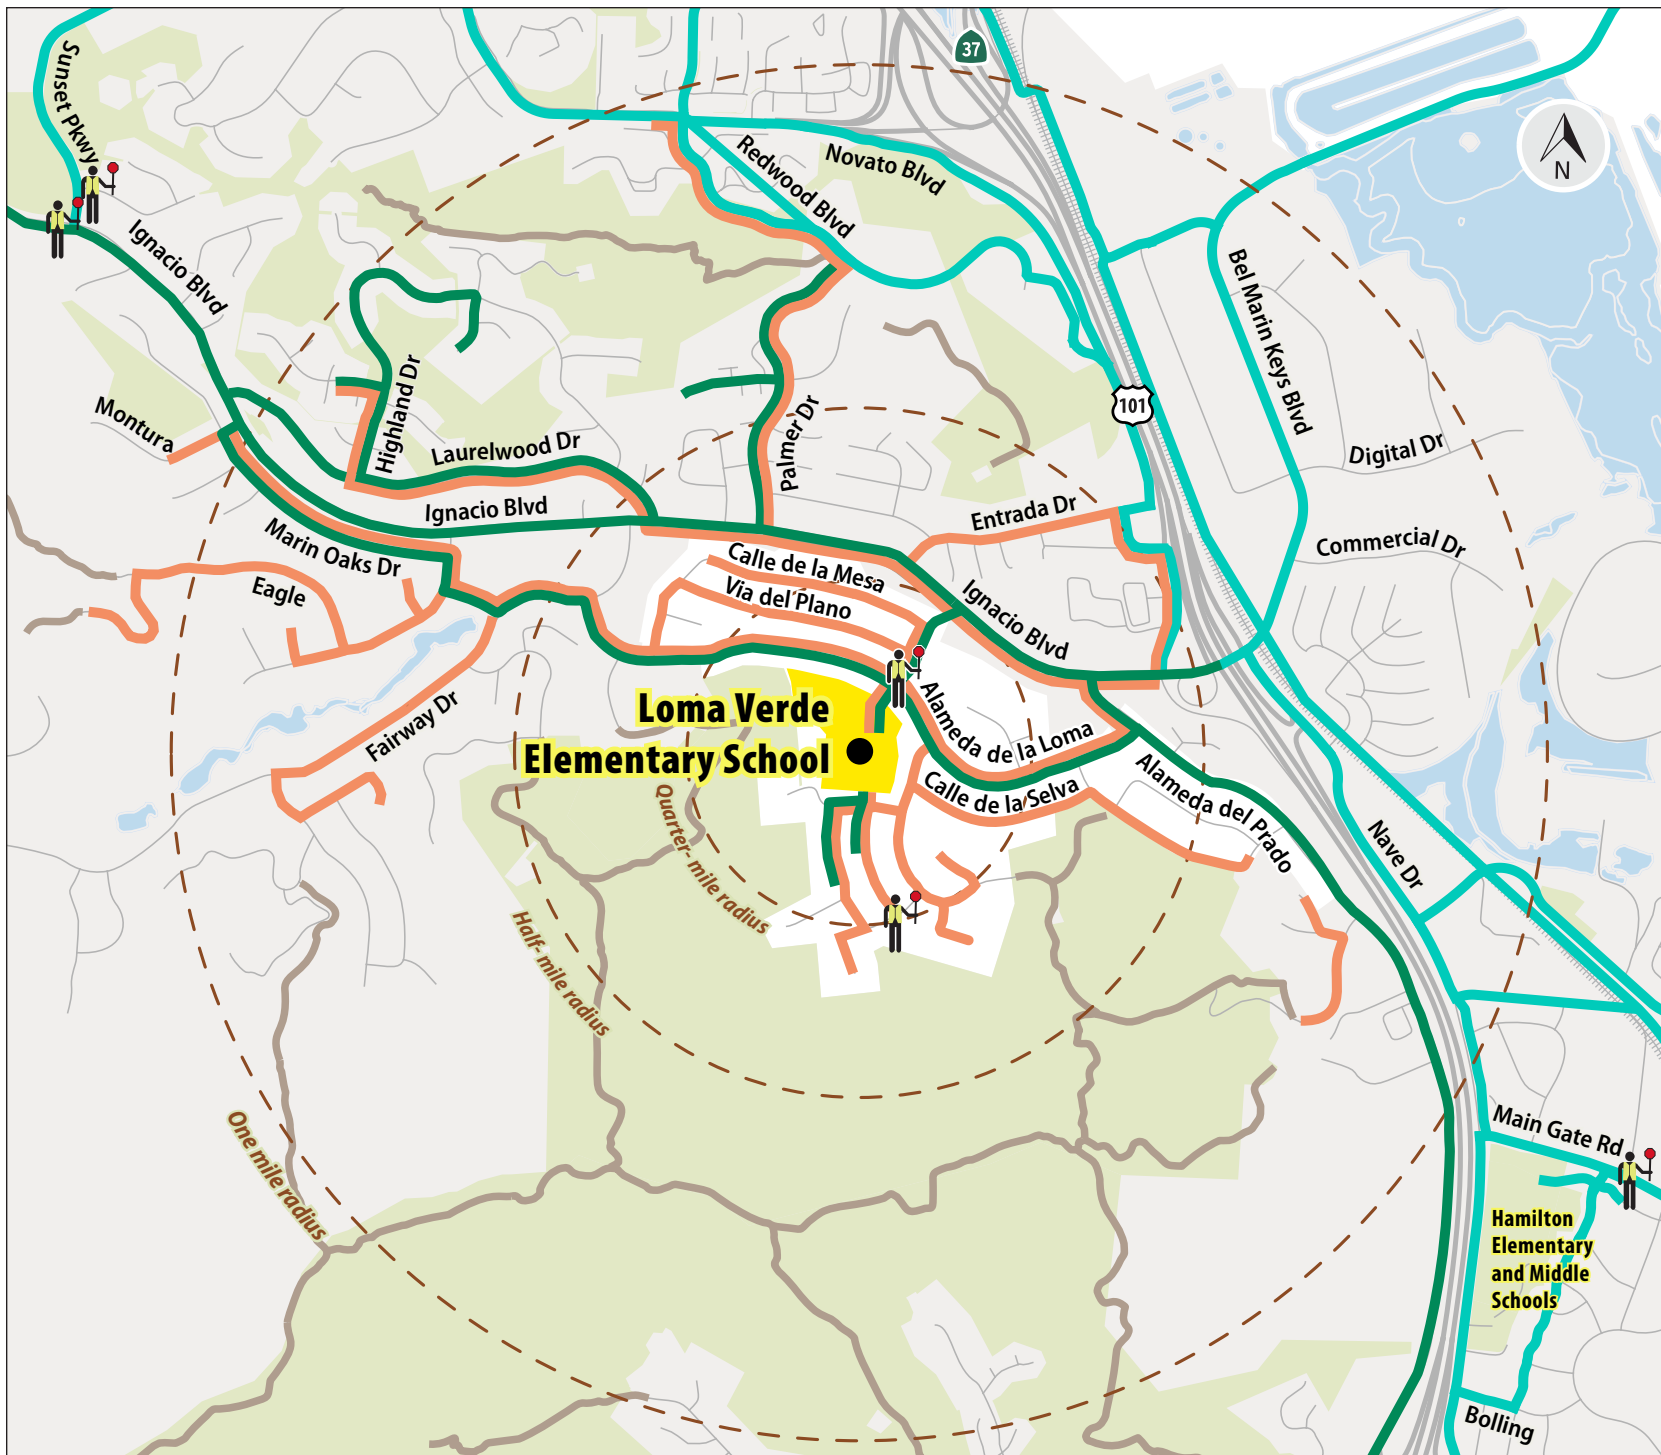 Sunset Pkwy
37
Redwood Blvd
Novato Blvd
N
Ignacio Blvd
Bel Marin Keys Blvd
101
Montura
Highland Dr
Laurelwood Dr
Palmer Dr
Digital Dr
Ignacio Blvd
Entrada Dr
Commercial Dr
Marin Oaks Dr
Eagle
Calle de la Mesa
Via del Plano
Ignacio Blvd
Fairway Dr
Loma Verde
Elementary School
Alameda de la Loma
Calle de la Selva
Alameda del Prado
Quarter- mile radius
Nave Dr
Half- mile radius
One mile radius
Main Gate Rd
Hamilton
Elementary
and Middle
Schools
Bolling